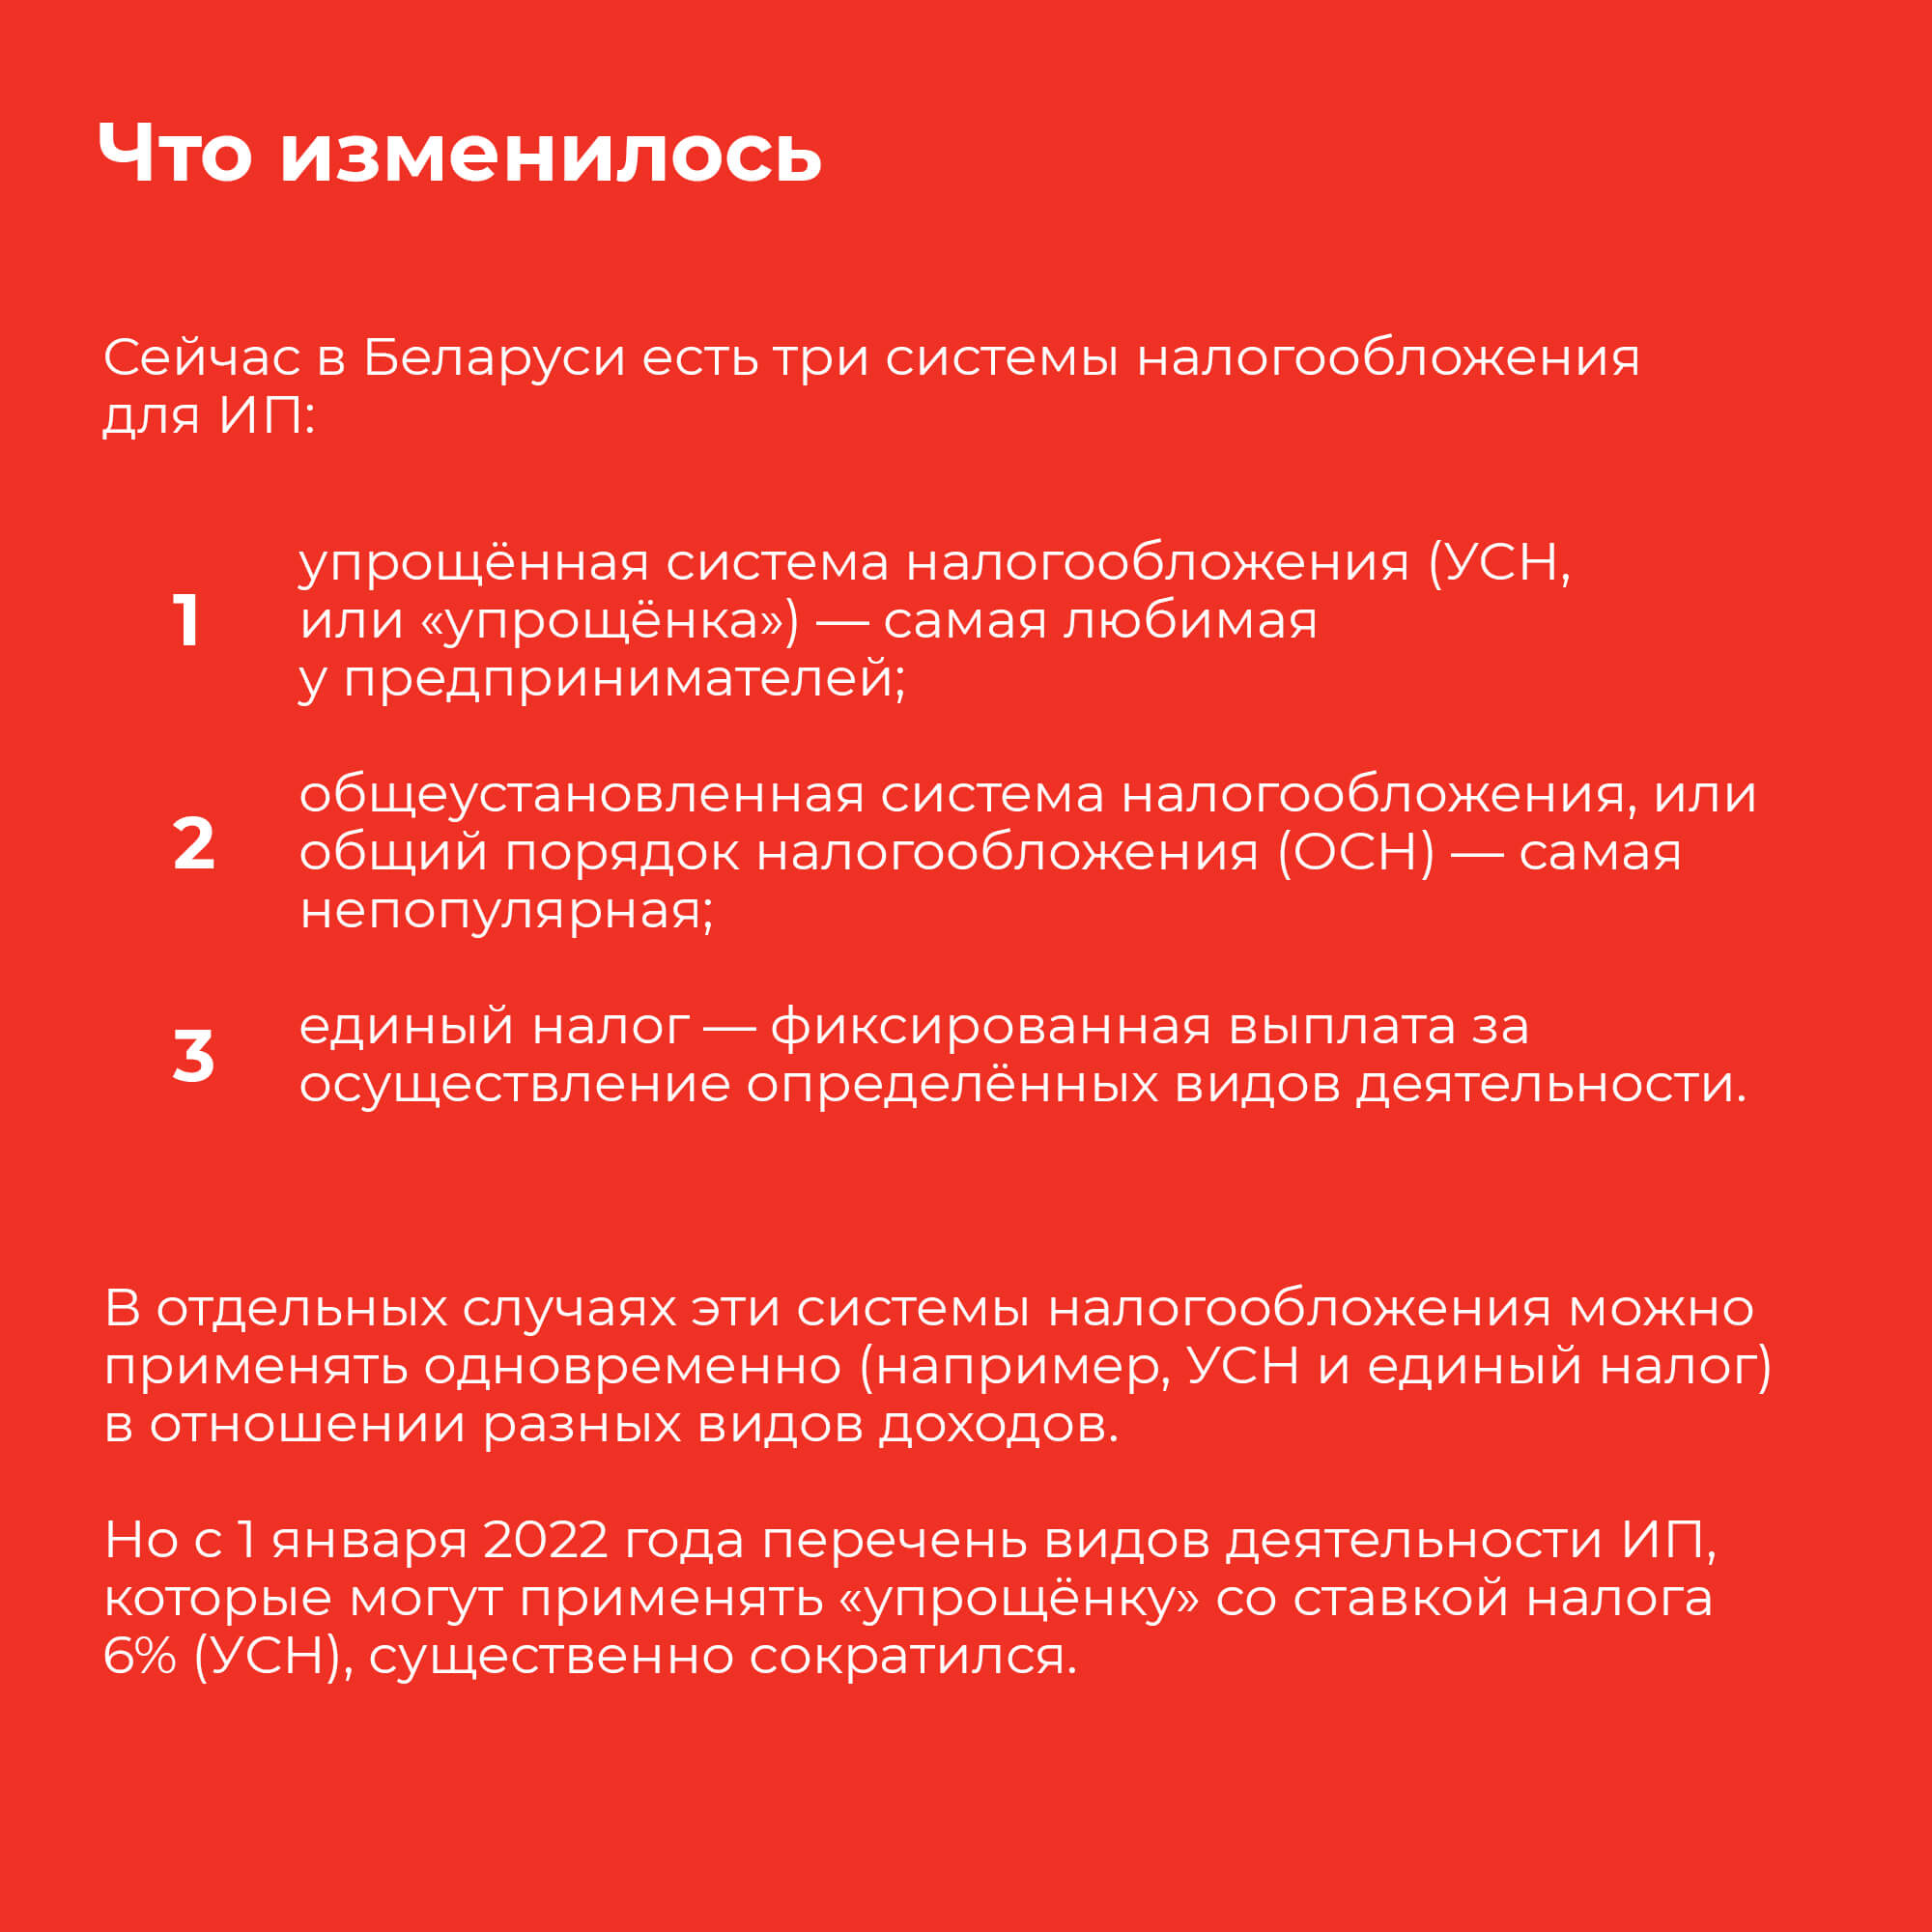 Что изменилось
Сейчас в Беларуси есть три системы налогообложения
для ИП:
1
упрощённая система налогообложения (УСН,
или «упрощёнка») — самая любимая
у предпринимателей;
2
общеустановленная система налогообложения, или
общий порядок налогообложения (ОСН) — самая
непопулярная;
3
единый налог — фиксированная выплата за
осуществление определённых видов деятельности.
В отдельных случаях эти системы налогообложения можно
применять одновременно (например, УСН и единый налог)
в отношении разных видов доходов.
Но с 1 января 2022 года перечень видов деятельности ИП,
которые могут применять «упрощёнку» со ставкой налога
6% (УСН), существенно сократился.